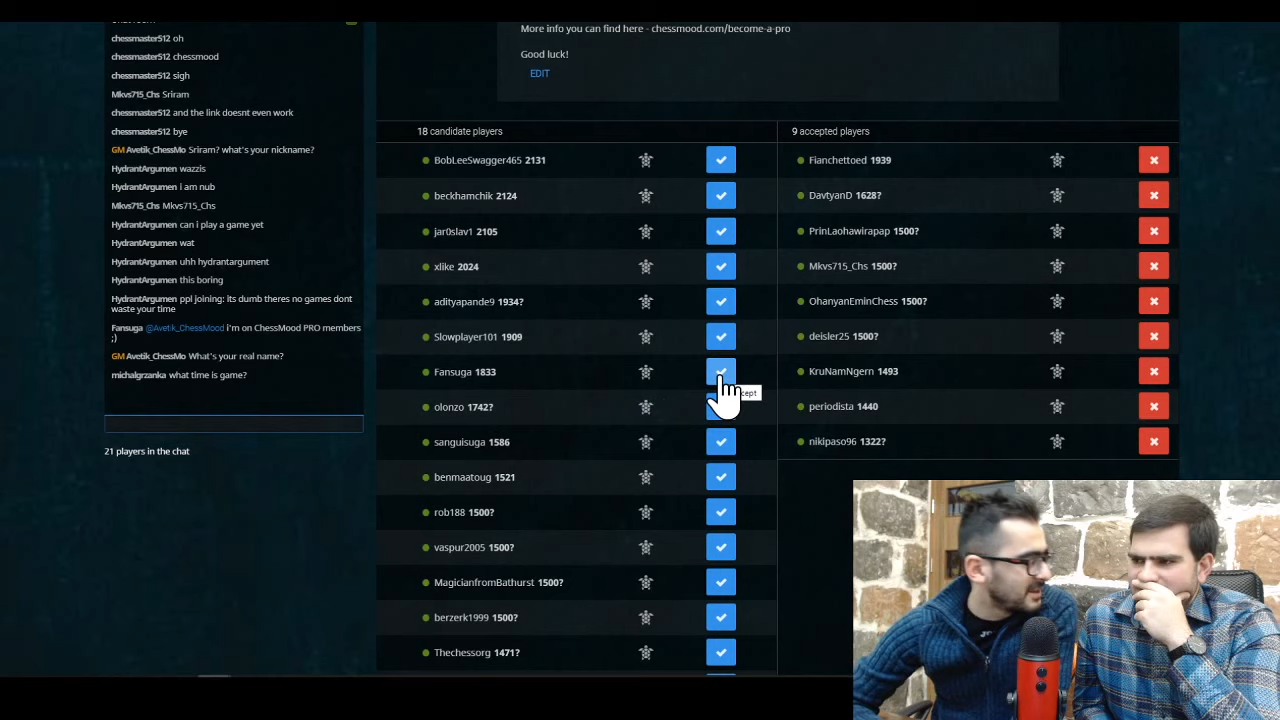 chessmaster512 oh
chessmaster512 chessmood
chessmaster512 sigh
Mkvs715_Chs Sriram
chessmaster512 and the link doesnt even work
chessmaster512 bye
GM Avetik_ChessMo Sriram? what's your nickname?
HydrantArgumen wazzis
HydrantArgumen i am nub
Mkvs715_Chs Mkvs715_Chs
HydrantArgumen can i play a game yet
HydrantArgumen wat
HydrantArgumen uhh hydrantargument
HydrantArgumen this boring
HydrantArgumen ppl joining: its dumb theres no games dont
waste your time
Fansuga @Avetik_ChessMood i'm on ChessMood PRO members
;)
GM Avetik_ChessMo What's your real name?
michalgrzanka what time is game?
21 players in the chat
More info you can find here - chessmood.com/become-a-pro
Good luck!
EDIT
18 candidate players
BobLeeSwagger465 2131
beckhamchik 2124
jar0slav1 2105
xlike 2024
adityapande9 1934?
Slowplayer101 1909
Fansuga 1833
olonzo 1742?
sanguisuga 1586
benmaatoug 1521
rob188 1500?
vaspur2005 1500?
MagicianfromBathurst 1500?
berzerk1999 1500?
Thechessorg 1471?
9 accepted players
Fianchettoed 1939
DavtyanD 1628?
PrinLaohawirapap 1500?
Mkvs715_Chs 1500?
OhanyanEminChess 1500?
deisler25 1500?
KruNamNgern 1493
periodista 1440
nikipaso96 1322?